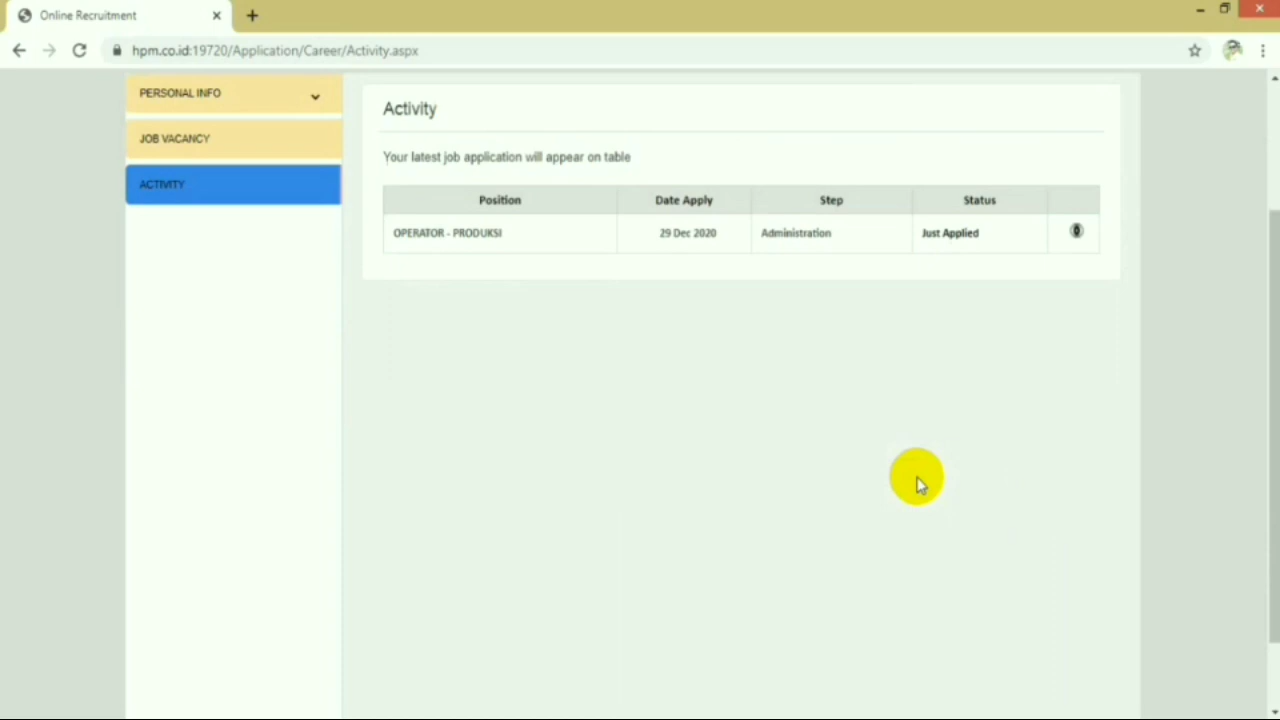 Online Recruitment
hpm.co.id:19720/Application/Career/Activity.aspx
PERSONAL INFO
JOB VACANCY
ACTIVITY
Activity
Your latest job application will appear on table
Position Date Apply Step Status
OPERATOR - PRODUKSI 29 Dec 2020 Administration Just Applied